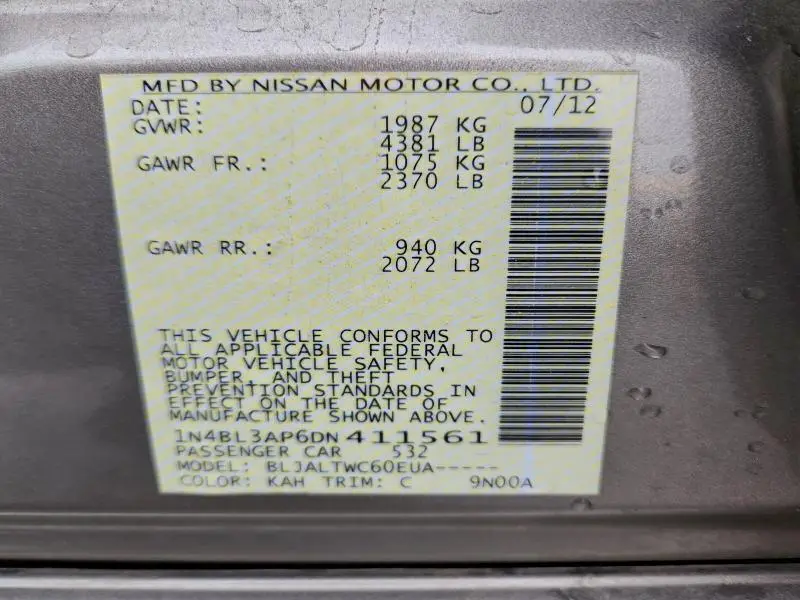 MFD BY NISSAN MOTOR CO., LTD.
DATE: 07/12
GVWR: 1987 KG
4381 LB
GAWR FR.: 1075 KG
2370 LB
GAWR RR.: 940 KG
2072 LB
THIS VEHICLE CONFORMS TO
ALL APPLICABLE FEDERAL
MOTOR VEHICLE SAFETY,
BUMPER, AND THEFT
PREVENTION STANDARDS IN
EFFECT ON THE DATE OF
MANUFACTURE SHOWN ABOVE.
1N4BL3AP6DN411561
PASSENGER CAR 532
MODEL: BLJALTWC60EUA-----
COLOR: KAH TRIM: C 9N00A